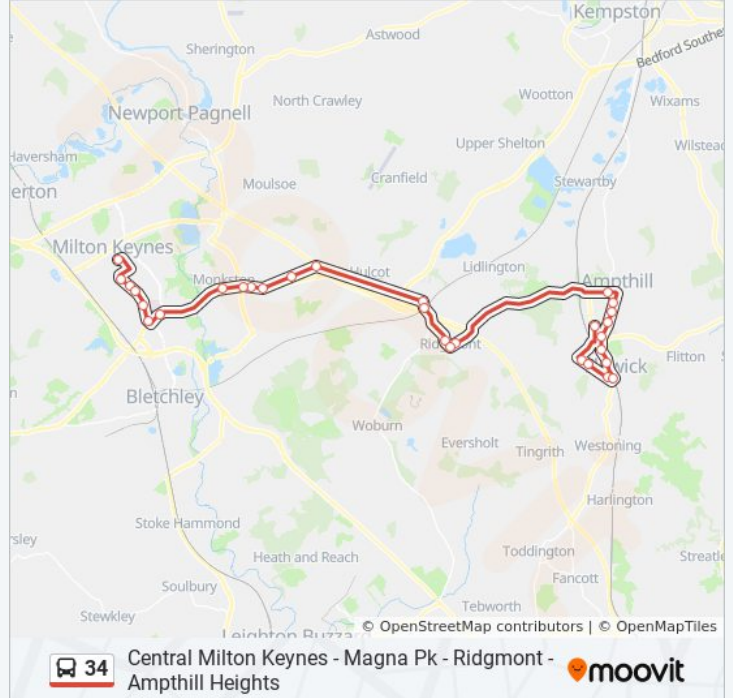 Kempston
Astwood
Sherington
Bedford Southe
Wootton
North Crawley
Wixams
Newport Pagnell
Upper Shelton
Wilstead
Haversham
Cranfield
Stewartby
Moulsoe
erton
Milton Keynes
Hulcot
Lidlington
Monkston
Ampthill
Ridgmont
Flitton
wick
Bletchley
Woburn
Eversholt
Tingrith
Westoning
Harlington
Stoke Hammond
Toddington
Heath and Reach
Streatle
Fancott
Soulbury
Tebworth
Stewkley
Leighton Buzzard
© OpenStreetMap contributors | © OpenMapTiles
34
Central Milton Keynes - Magna Pk - Ridgmont -
Ampthill Heights
moovit